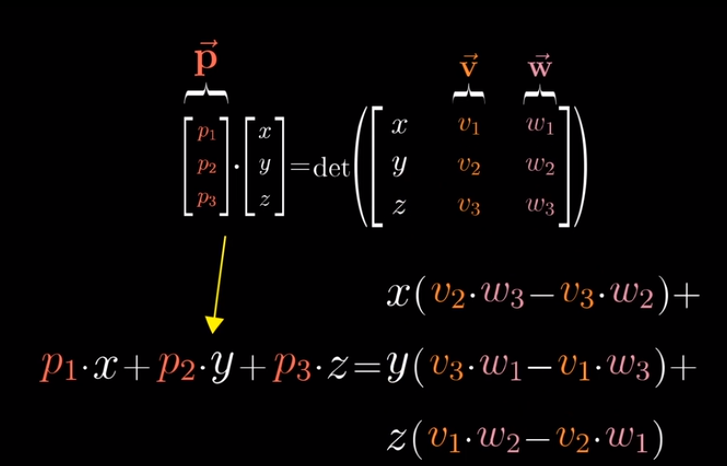 p⃗ v⃗ w⃗
[p₁ p₂ p₃] · [x y z] = det([x v₁ w₁; y v₂ w₂; z v₃ w₃])
x(v₂·w₃−v₃·w₂)+
p₁·x+p₂·y+p₃·z=y(v₃·w₁−v₁·w₃)+
z(v₁·w₂−v₂·w₁)